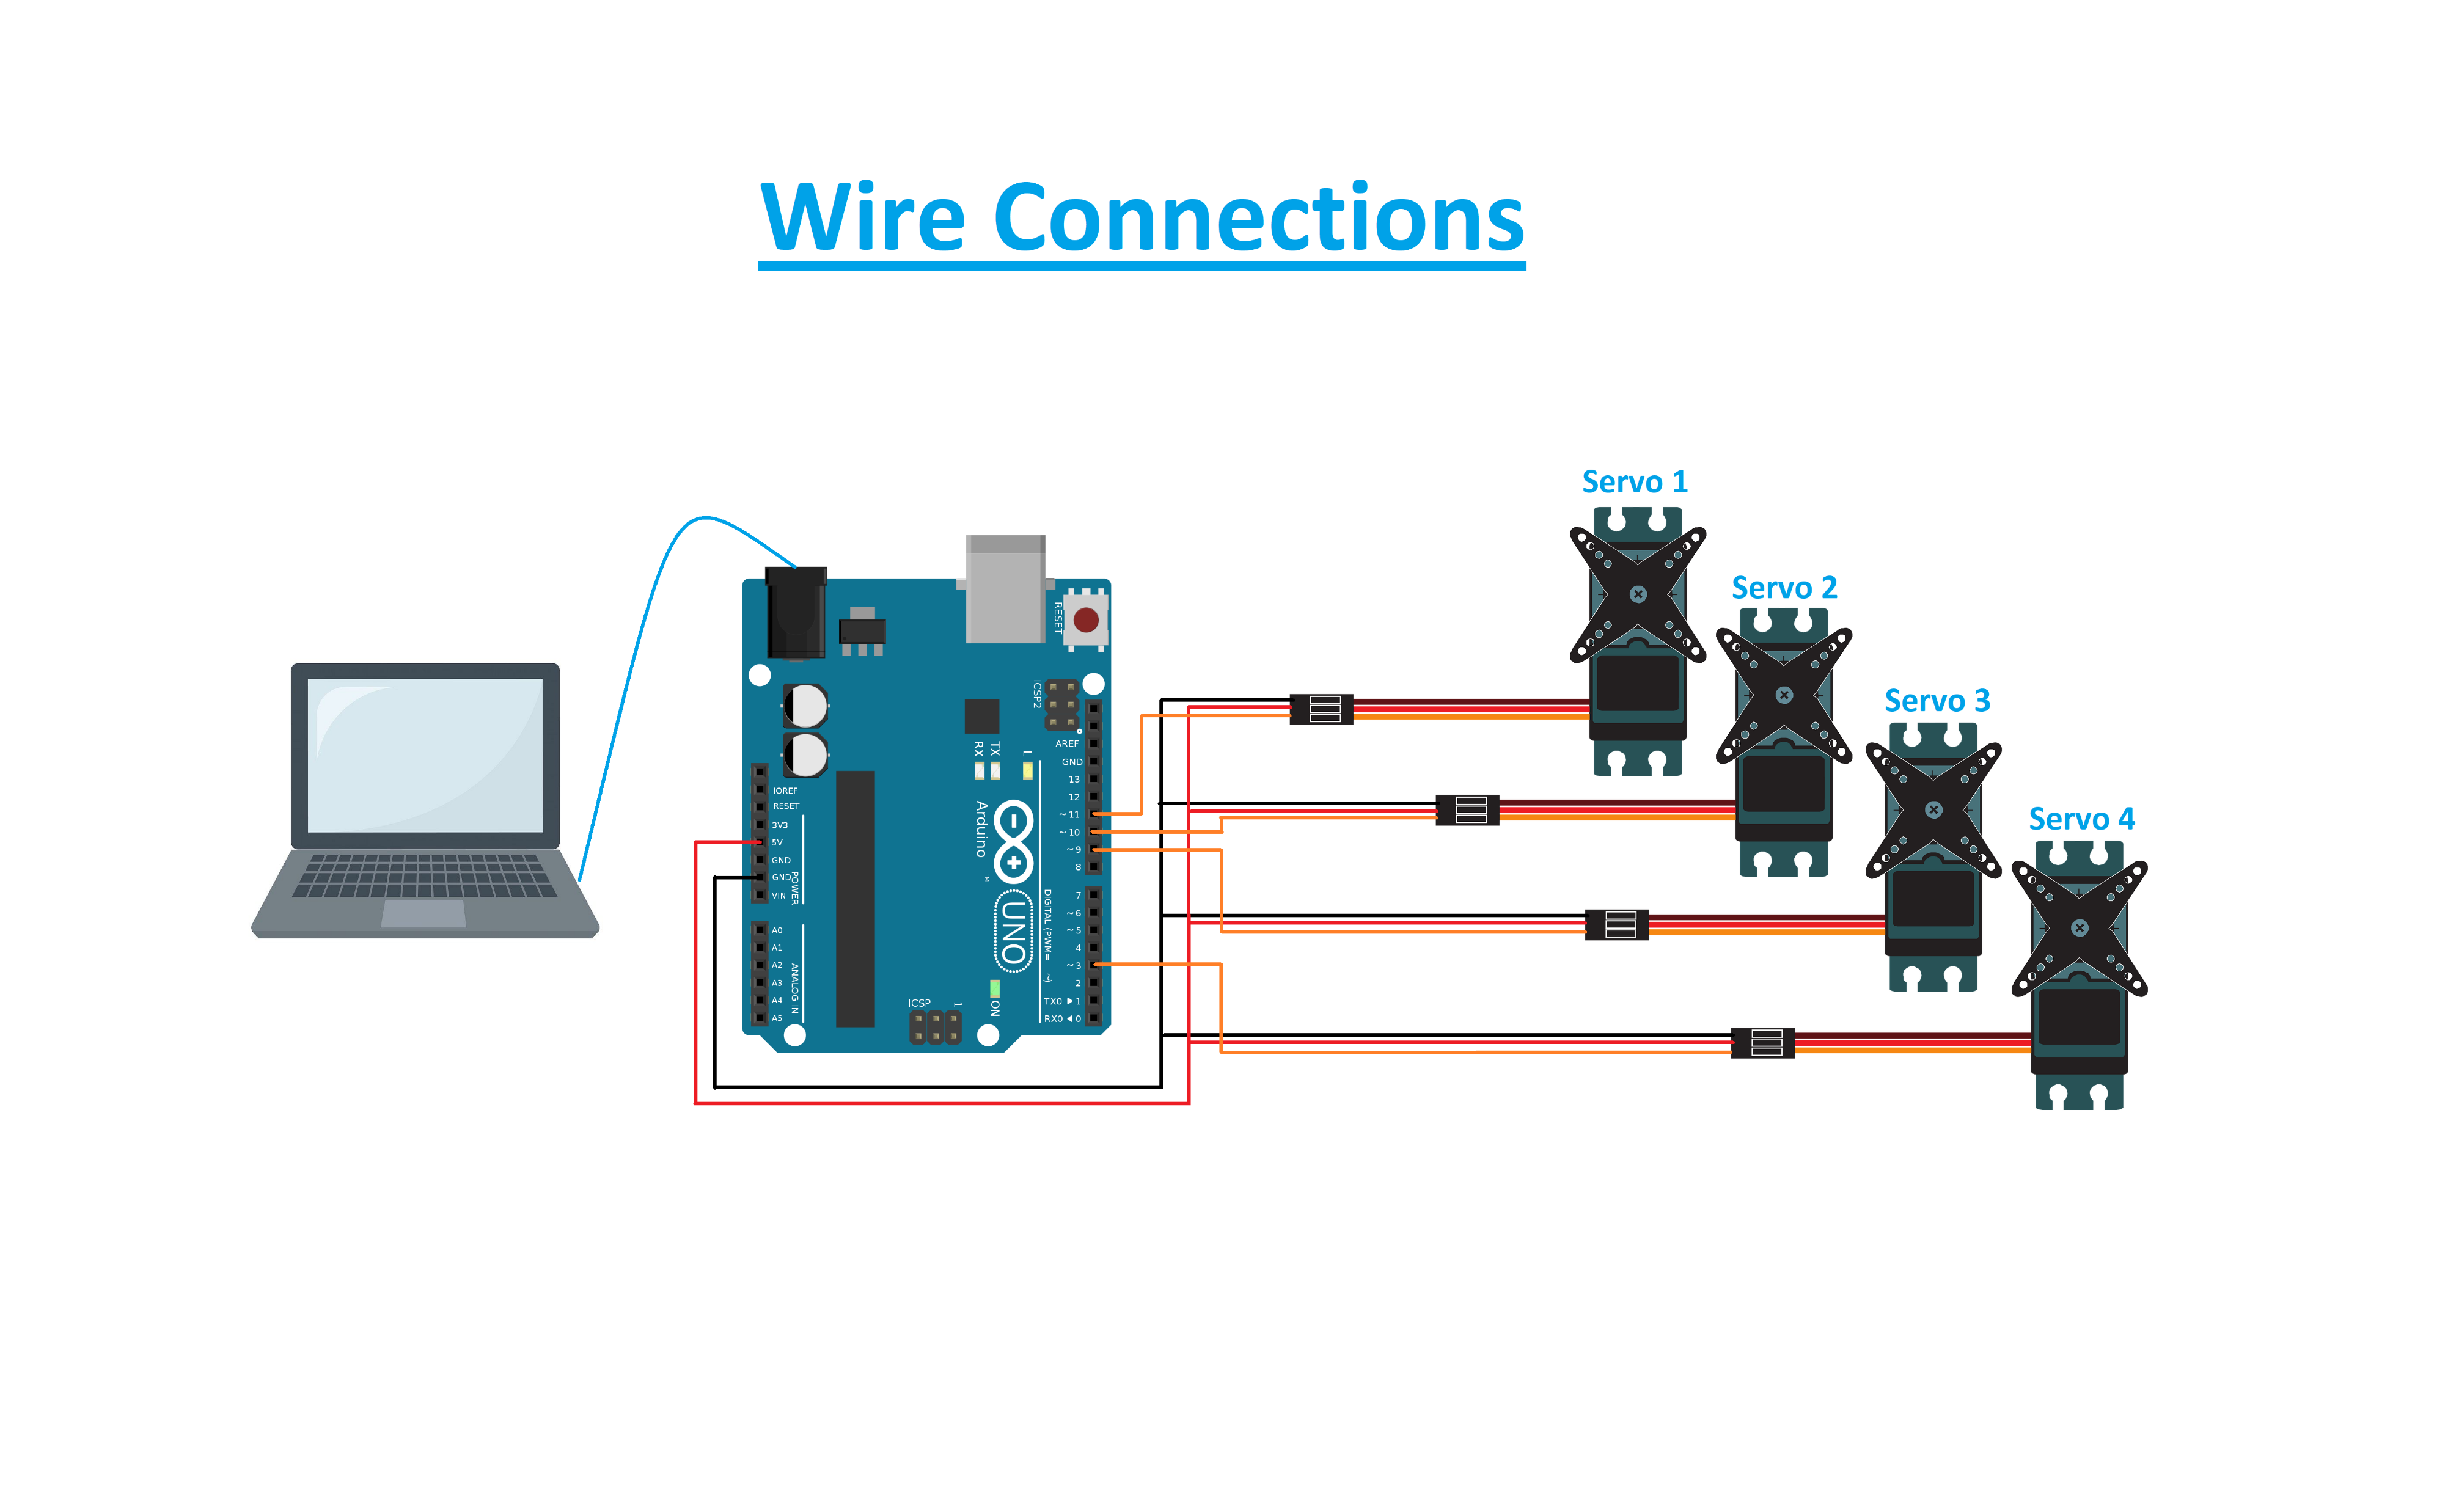 Wire Connections
Servo 1
Servo 2
Servo 3
Servo 4
RESET
ICSP2
AREF
GND
13
12
~ 11
~ 10
~ 9
8
7
~ 6
~ 5
4
~ 3
2
TX0 ▶ 1
RX0 ◀ 0
DIGITAL (PWM= ~)
L
TX
RX
Arduino
TM
UNO
ON
ICSP
1
IOREF
RESET
3V3
5V
GND
GND
VIN
POWER
A0
A1
A2
A3
A4
A5
ANALOG IN